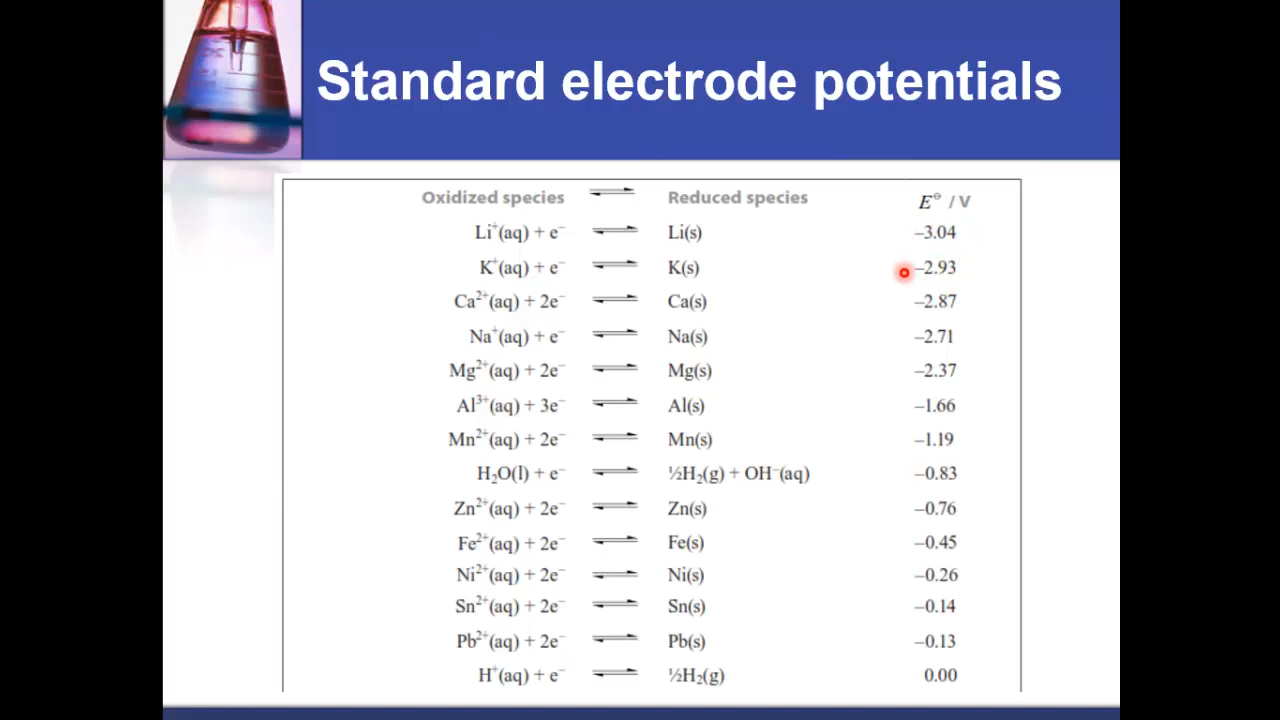 Standard electrode potentials
Oxidized species ⇌ Reduced species E⊖ / V
Li⁺(aq) + e⁻ ⇌ Li(s) –3.04
K⁺(aq) + e⁻ ⇌ K(s) –2.93
Ca²⁺(aq) + 2e⁻ ⇌ Ca(s) –2.87
Na⁺(aq) + e⁻ ⇌ Na(s) –2.71
Mg²⁺(aq) + 2e⁻ ⇌ Mg(s) –2.37
Al³⁺(aq) + 3e⁻ ⇌ Al(s) –1.66
Mn²⁺(aq) + 2e⁻ ⇌ Mn(s) –1.19
H₂O(l) + e⁻ ⇌ ½H₂(g) + OH⁻(aq) –0.83
Zn²⁺(aq) + 2e⁻ ⇌ Zn(s) –0.76
Fe²⁺(aq) + 2e⁻ ⇌ Fe(s) –0.45
Ni²⁺(aq) + 2e⁻ ⇌ Ni(s) –0.26
Sn²⁺(aq) + 2e⁻ ⇌ Sn(s) –0.14
Pb²⁺(aq) + 2e⁻ ⇌ Pb(s) –0.13
H⁺(aq) + e⁻ ⇌ ½H₂(g) 0.00